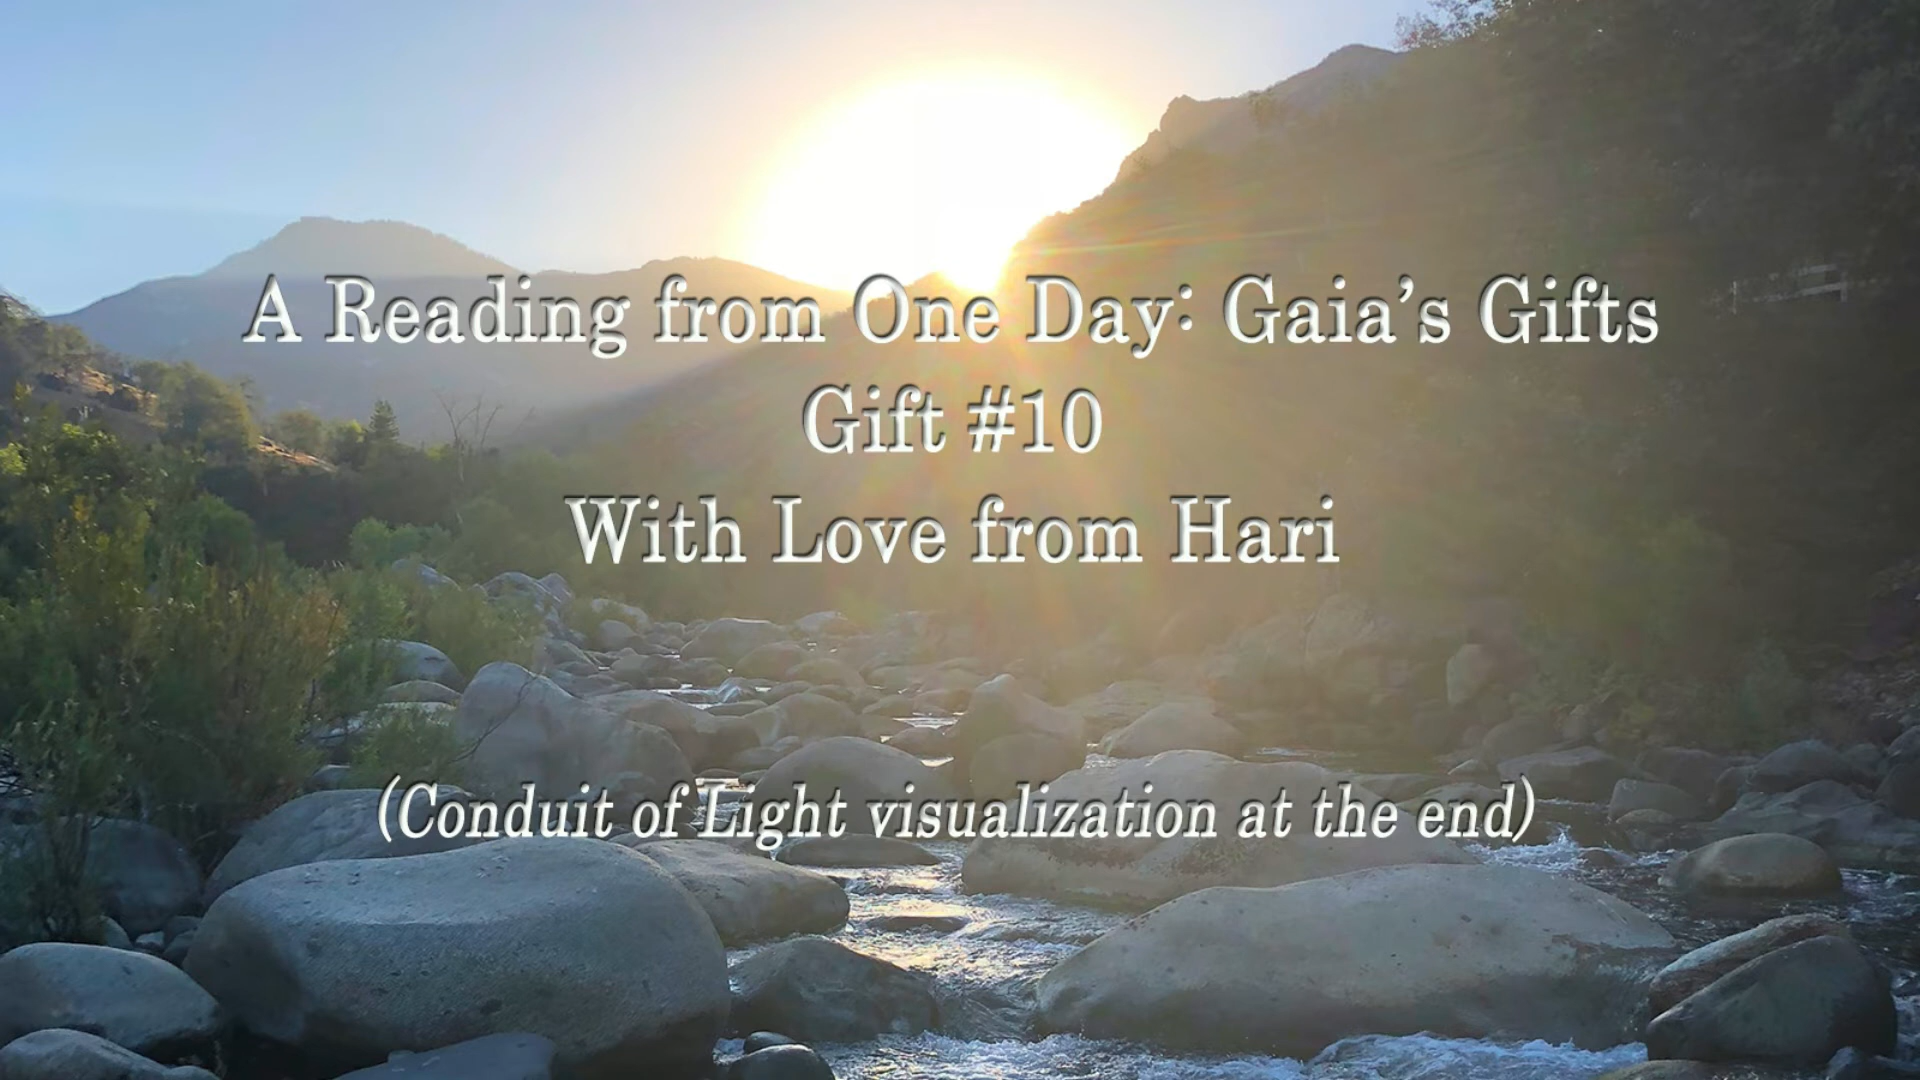 A Reading from One Day: Gaia’s Gifts
Gift #10
With Love from Hari
(Conduit of Light visualization at the end)